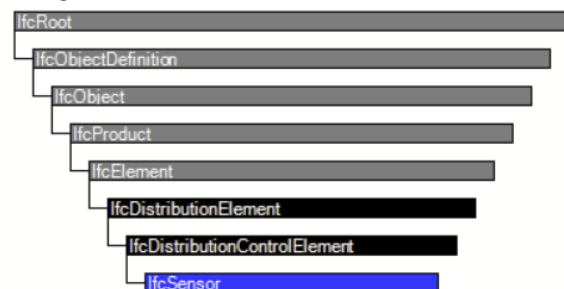 IfcRoot
IfcObjectDefinition
IfcObject
IfcProduct
IfcElement
IfcDistributionElement
IfcDistributionControlElement
IfcSensor